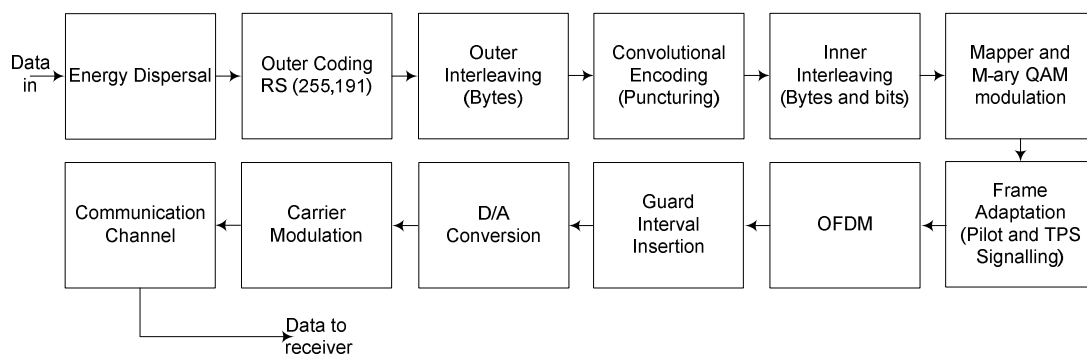 Data
in
Energy Dispersal
Outer Coding
RS (255,191)
Outer
Interleaving
(Bytes)
Convolutional
Encoding
(Puncturing)
Inner
Interleaving
(Bytes and bits)
Mapper and
M-ary QAM
modulation
Communication
Channel
Carrier
Modulation
D/A
Conversion
Guard
Interval
Insertion
OFDM
Frame
Adaptation
(Pilot and TPS
Signalling)
Data to
receiver